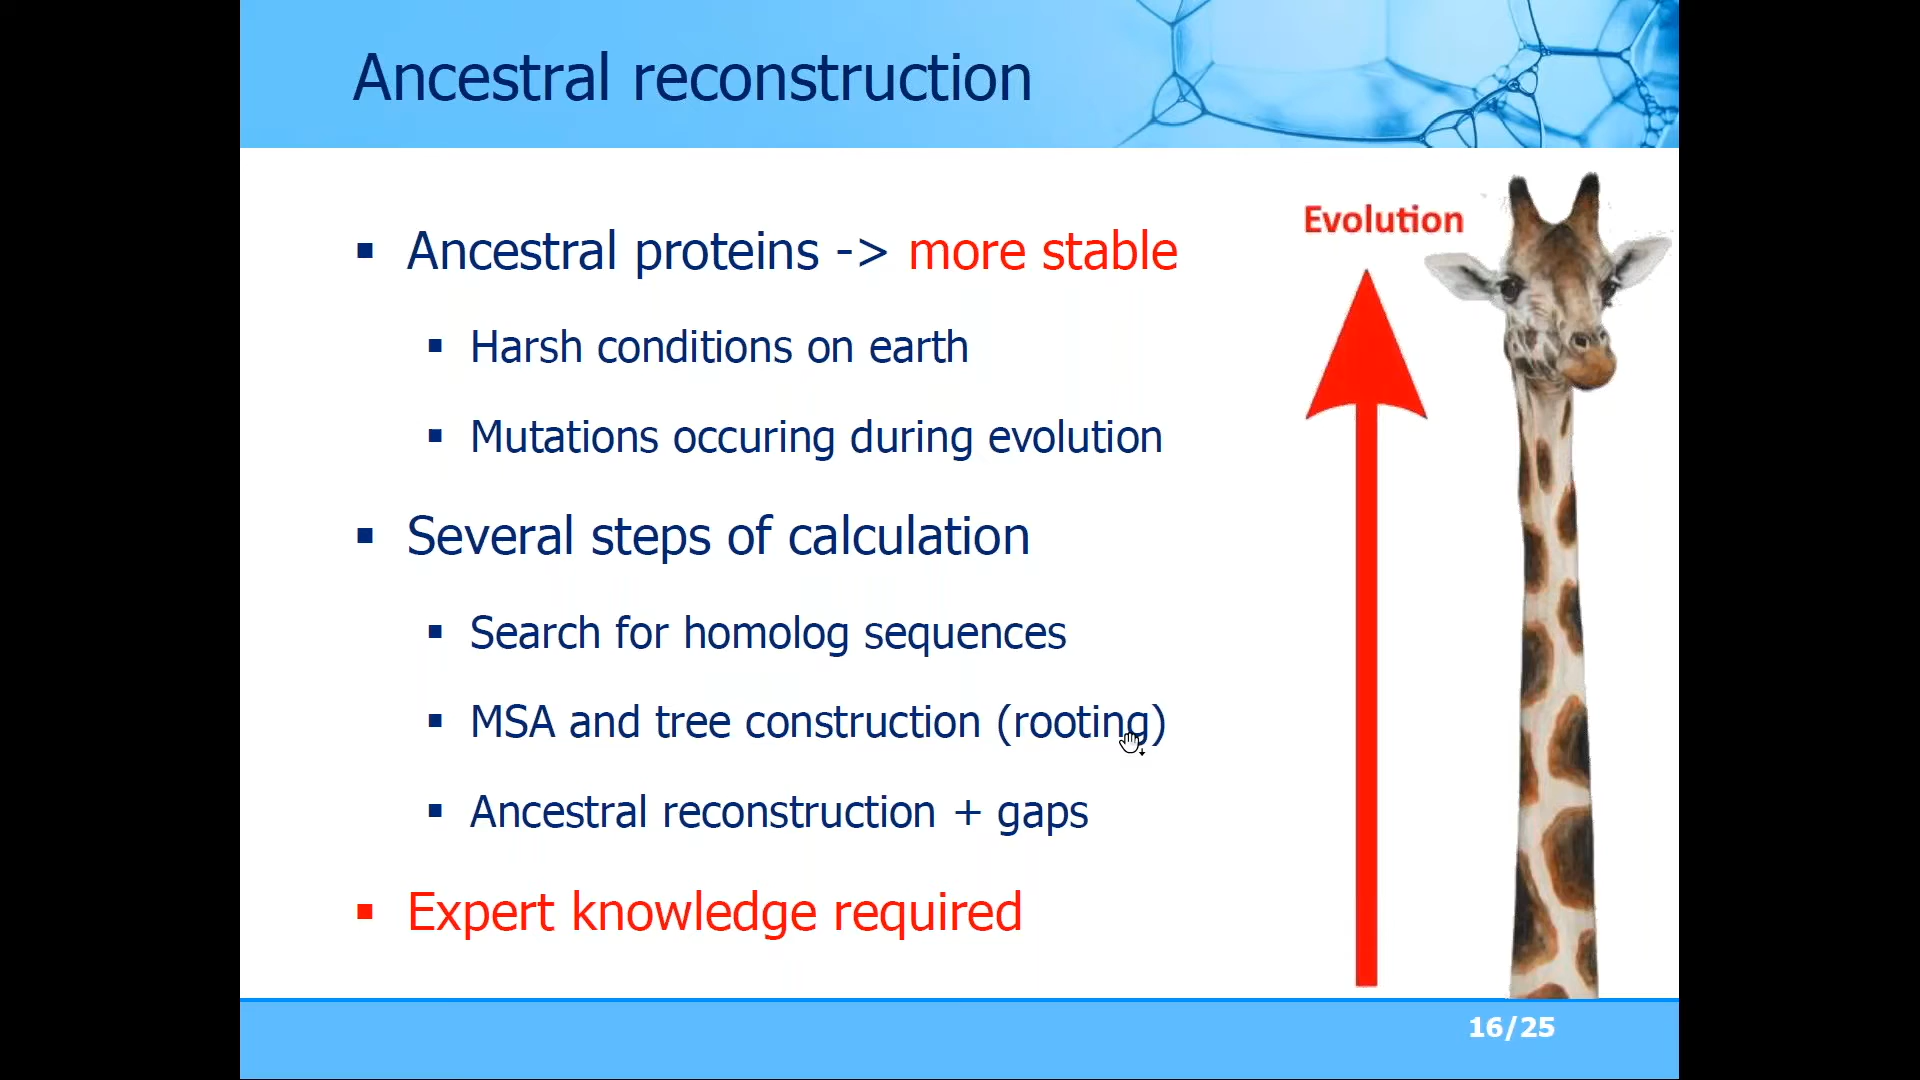 Ancestral reconstruction
Evolution
▪ Ancestral proteins -> more stable
▪ Harsh conditions on earth
▪ Mutations occuring during evolution
▪ Several steps of calculation
▪ Search for homolog sequences
▪ MSA and tree construction (rooting)
▪ Ancestral reconstruction + gaps
▪ Expert knowledge required
16/25